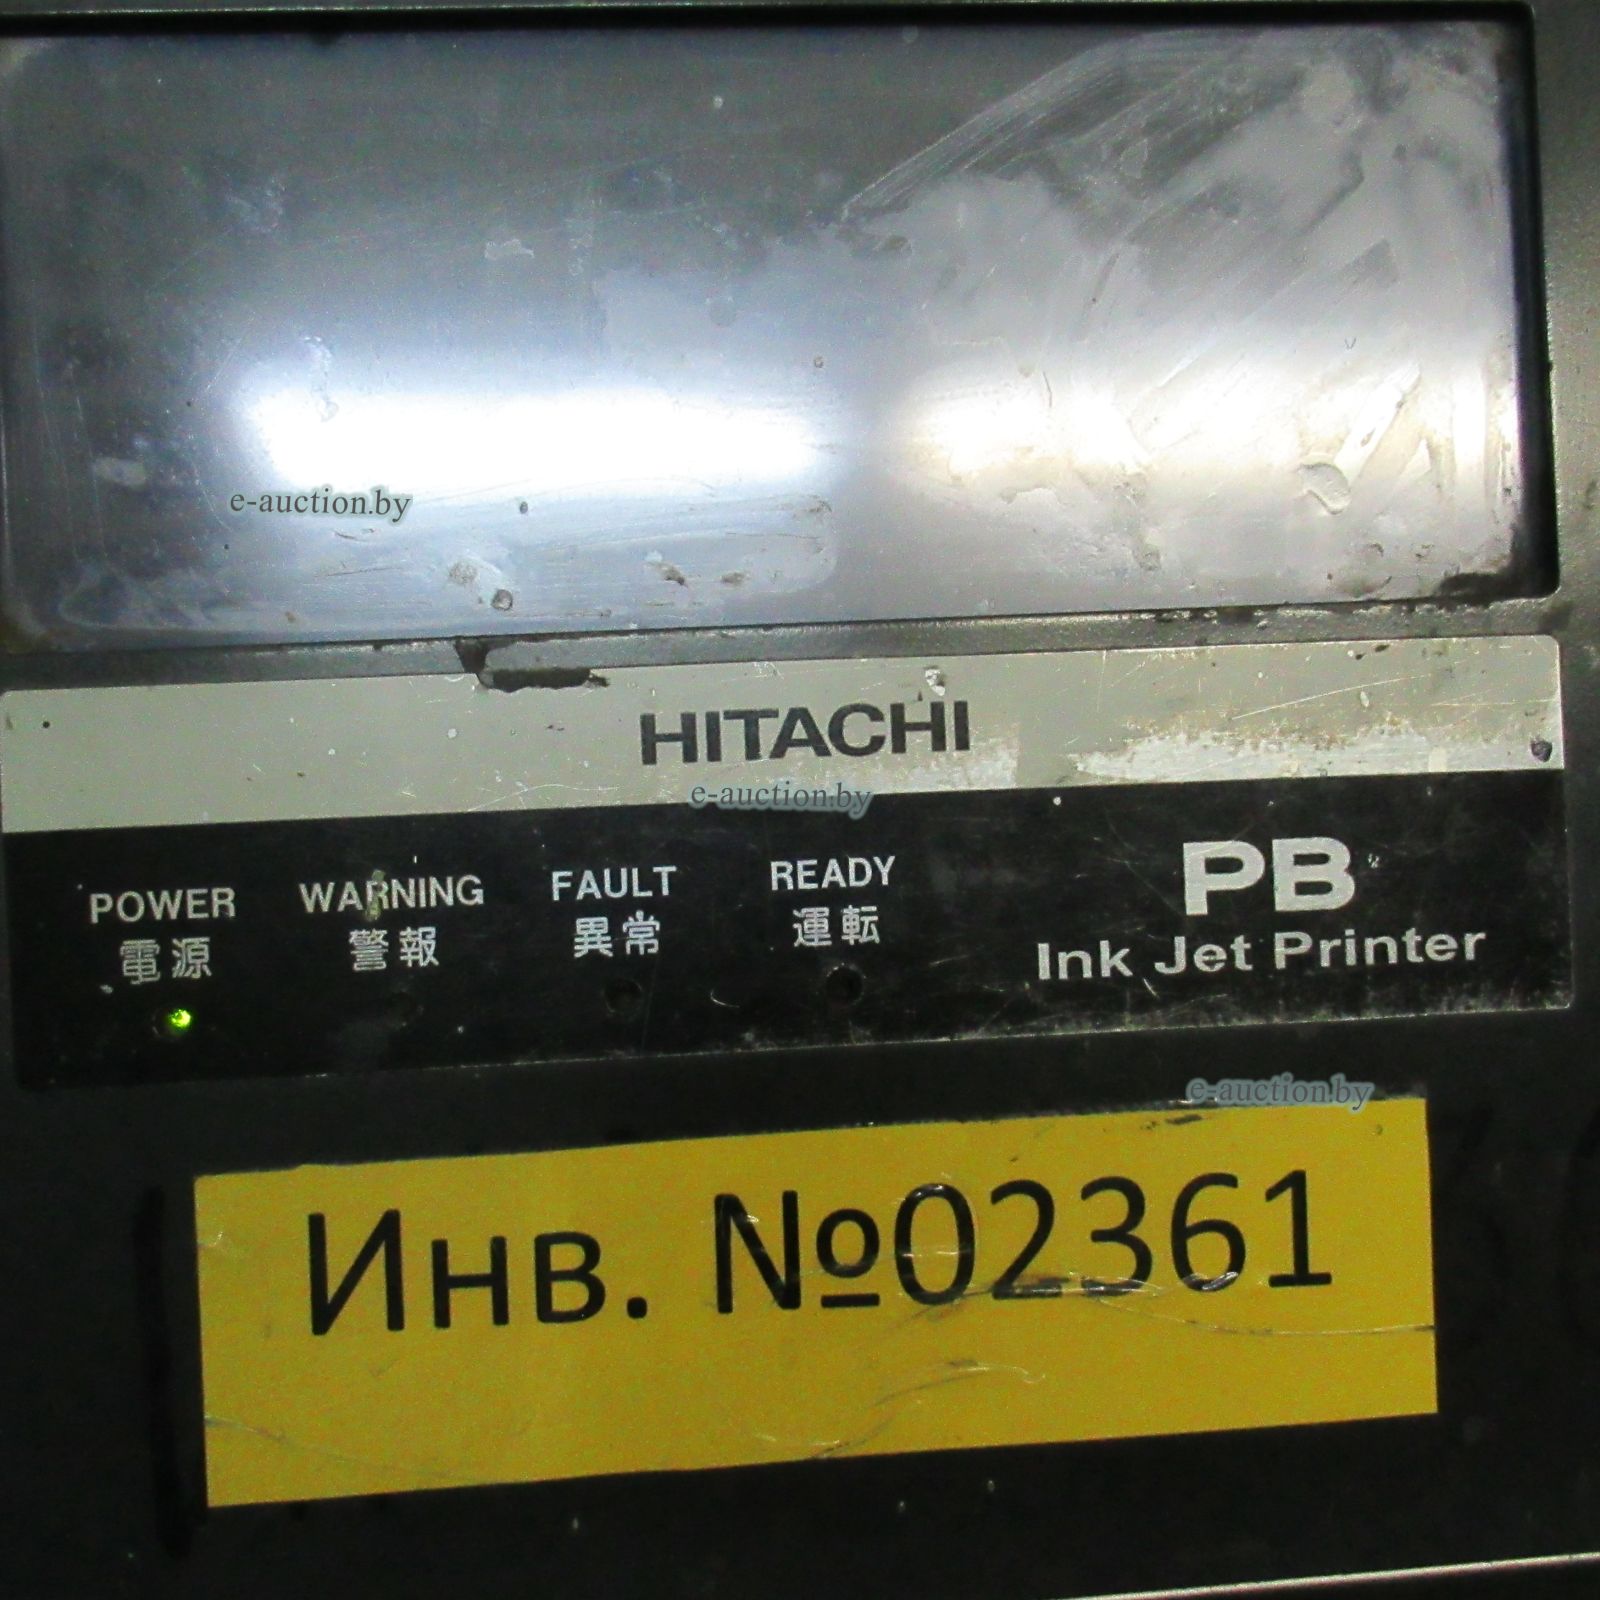 e-auction.by
HITACHI
e-auction.by
POWER WARNING FAULT READY
電源 警報 異常 運転
PB
Ink Jet Printer
e-auction.by
Инв. №02361